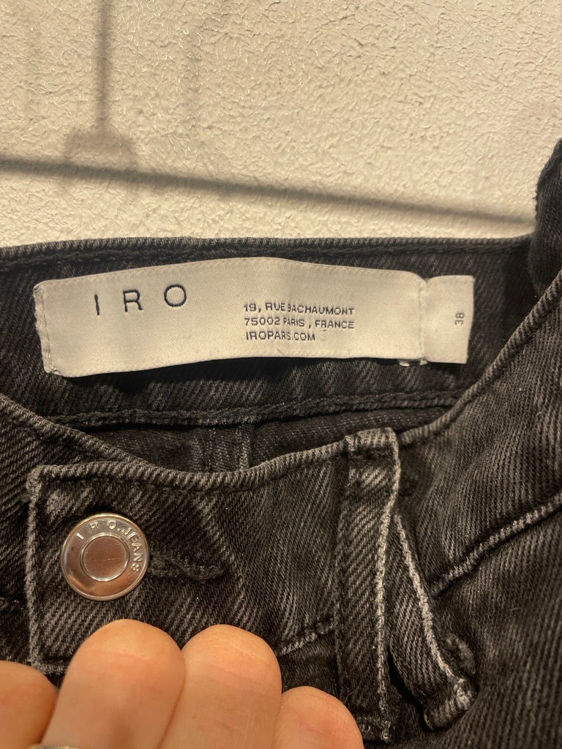 IRO
19, RUE BACHAUMONT
75002 PARIS , FRANCE
IROPARIS.COM
38
IRO.JEANS